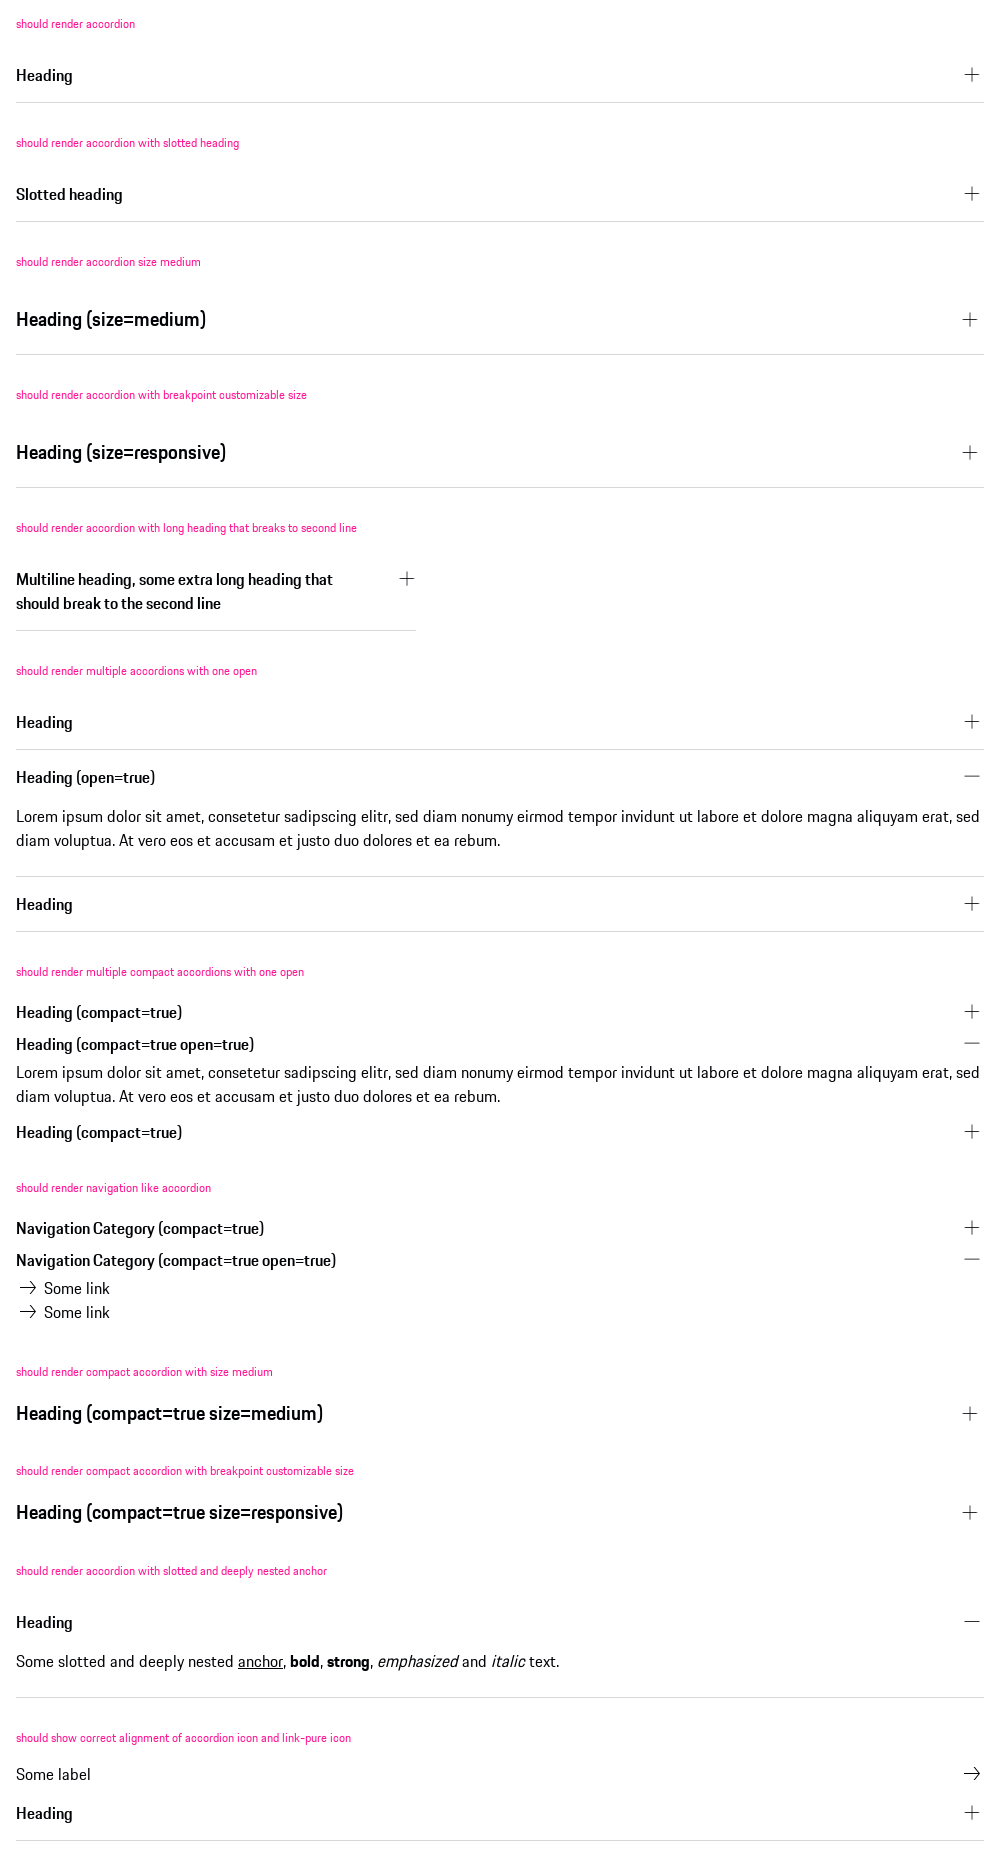 should render accordion
Heading
should render accordion with slotted heading
Slotted heading
should render accordion size medium
Heading (size=medium)
should render accordion with breakpoint customizable size
Heading (size=responsive)
should render accordion with long heading that breaks to second line
Multiline heading, some extra long heading that
should break to the second line
should render multiple accordions with one open
Heading
Heading (open=true)
Lorem ipsum dolor sit amet, consetetur sadipscing elitr, sed diam nonumy eirmod tempor invidunt ut labore et dolore magna aliquyam erat, sed
diam voluptua. At vero eos et accusam et justo duo dolores et ea rebum.
Heading
should render multiple compact accordions with one open
Heading (compact=true)
Heading (compact=true open=true)
Lorem ipsum dolor sit amet, consetetur sadipscing elitr, sed diam nonumy eirmod tempor invidunt ut labore et dolore magna aliquyam erat, sed
diam voluptua. At vero eos et accusam et justo duo dolores et ea rebum.
Heading (compact=true)
should render navigation like accordion
Navigation Category (compact=true)
Navigation Category (compact=true open=true)
Some link
Some link
should render compact accordion with size medium
Heading (compact=true size=medium)
should render compact accordion with breakpoint customizable size
Heading (compact=true size=responsive)
should render accordion with slotted and deeply nested anchor
Heading
Some slotted and deeply nested anchor, bold, strong, emphasized and italic text.
should show correct alignment of accordion icon and link-pure icon
Some label
Heading